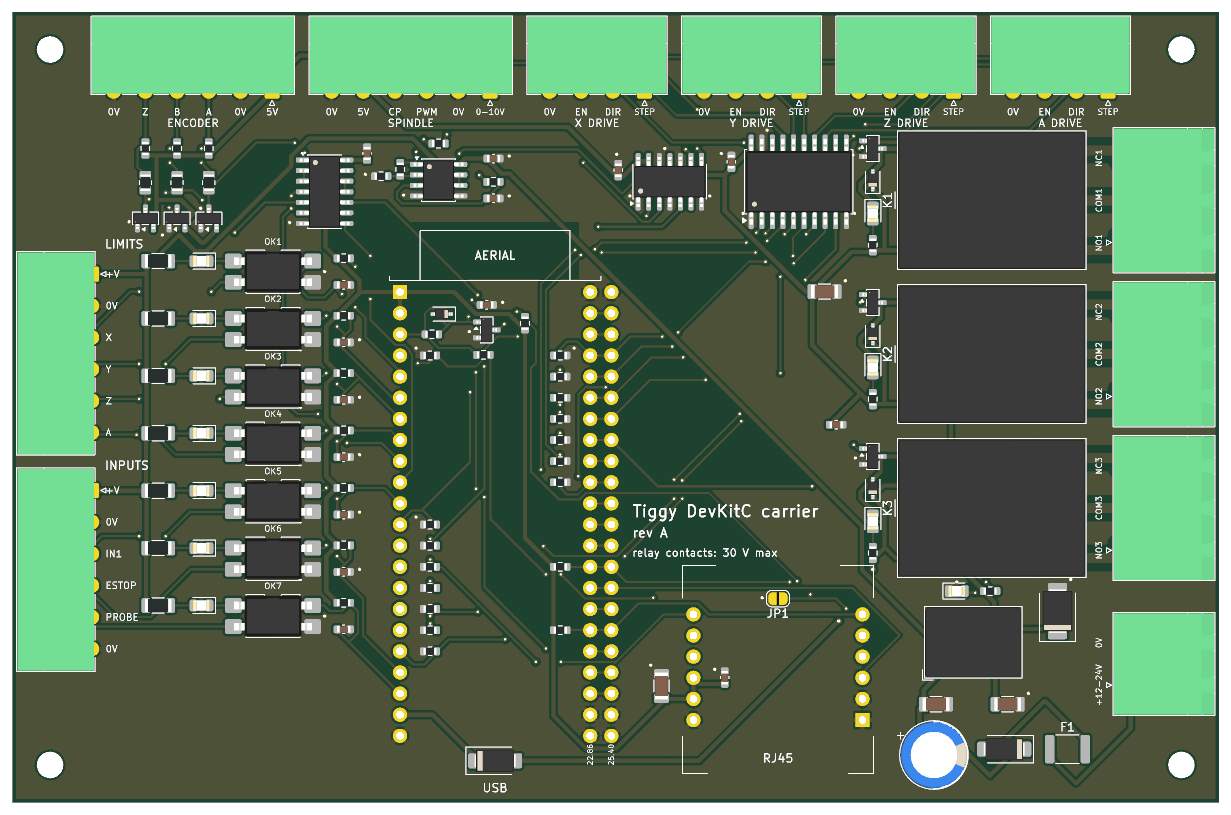 0V Z B A 0V 5V
ENCODER
0V 5V CP PWM 0V 0-10V
SPINDLE
0V EN DIR STEP
X DRIVE
0V EN DIR STEP
Y DRIVE
0V EN DIR STEP
Z DRIVE
0V EN DIR STEP
A DRIVE
NC1
COM1
NO1
K1
LIMITS
+V
0V
X
Y
Z
A
OK1
OK2
OK3
OK4
OK5
OK6
OK7
AERIAL
NC2
COM2
NO2
K2
INPUTS
+V
0V
IN1
ESTOP
PROBE
0V
NC3
COM3
NO3
K3
Tiggy DevKitC carrier
rev A
relay contacts: 30 V max
JP1
0V
+12-24V
F1
+
RJ45
22.86
25.40
USB